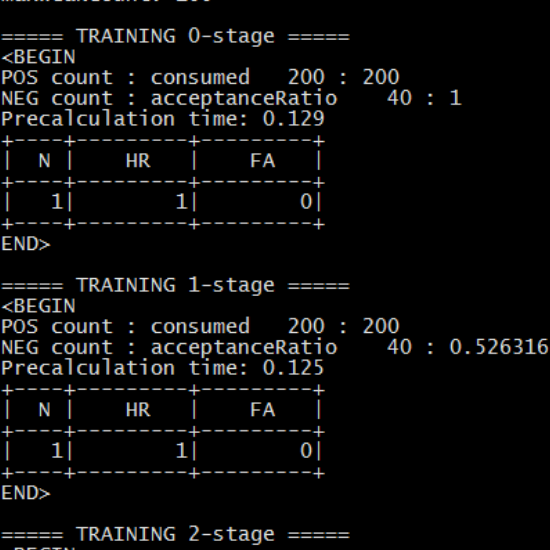 ===== TRAINING 0-stage =====
<BEGIN
POS count : consumed   200 : 200
NEG count : acceptanceRatio    40 : 1
Precalculation time: 0.129
+----+---------+---------+
|  N |    HR   |    FA   |
+----+---------+---------+
|   1|        1|        0|
+----+---------+---------+
END>

===== TRAINING 1-stage =====
<BEGIN
POS count : consumed   200 : 200
NEG count : acceptanceRatio    40 : 0.526316
Precalculation time: 0.125
+----+---------+---------+
|  N |    HR   |    FA   |
+----+---------+---------+
|   1|        1|        0|
+----+---------+---------+
END>

===== TRAINING 2-stage =====